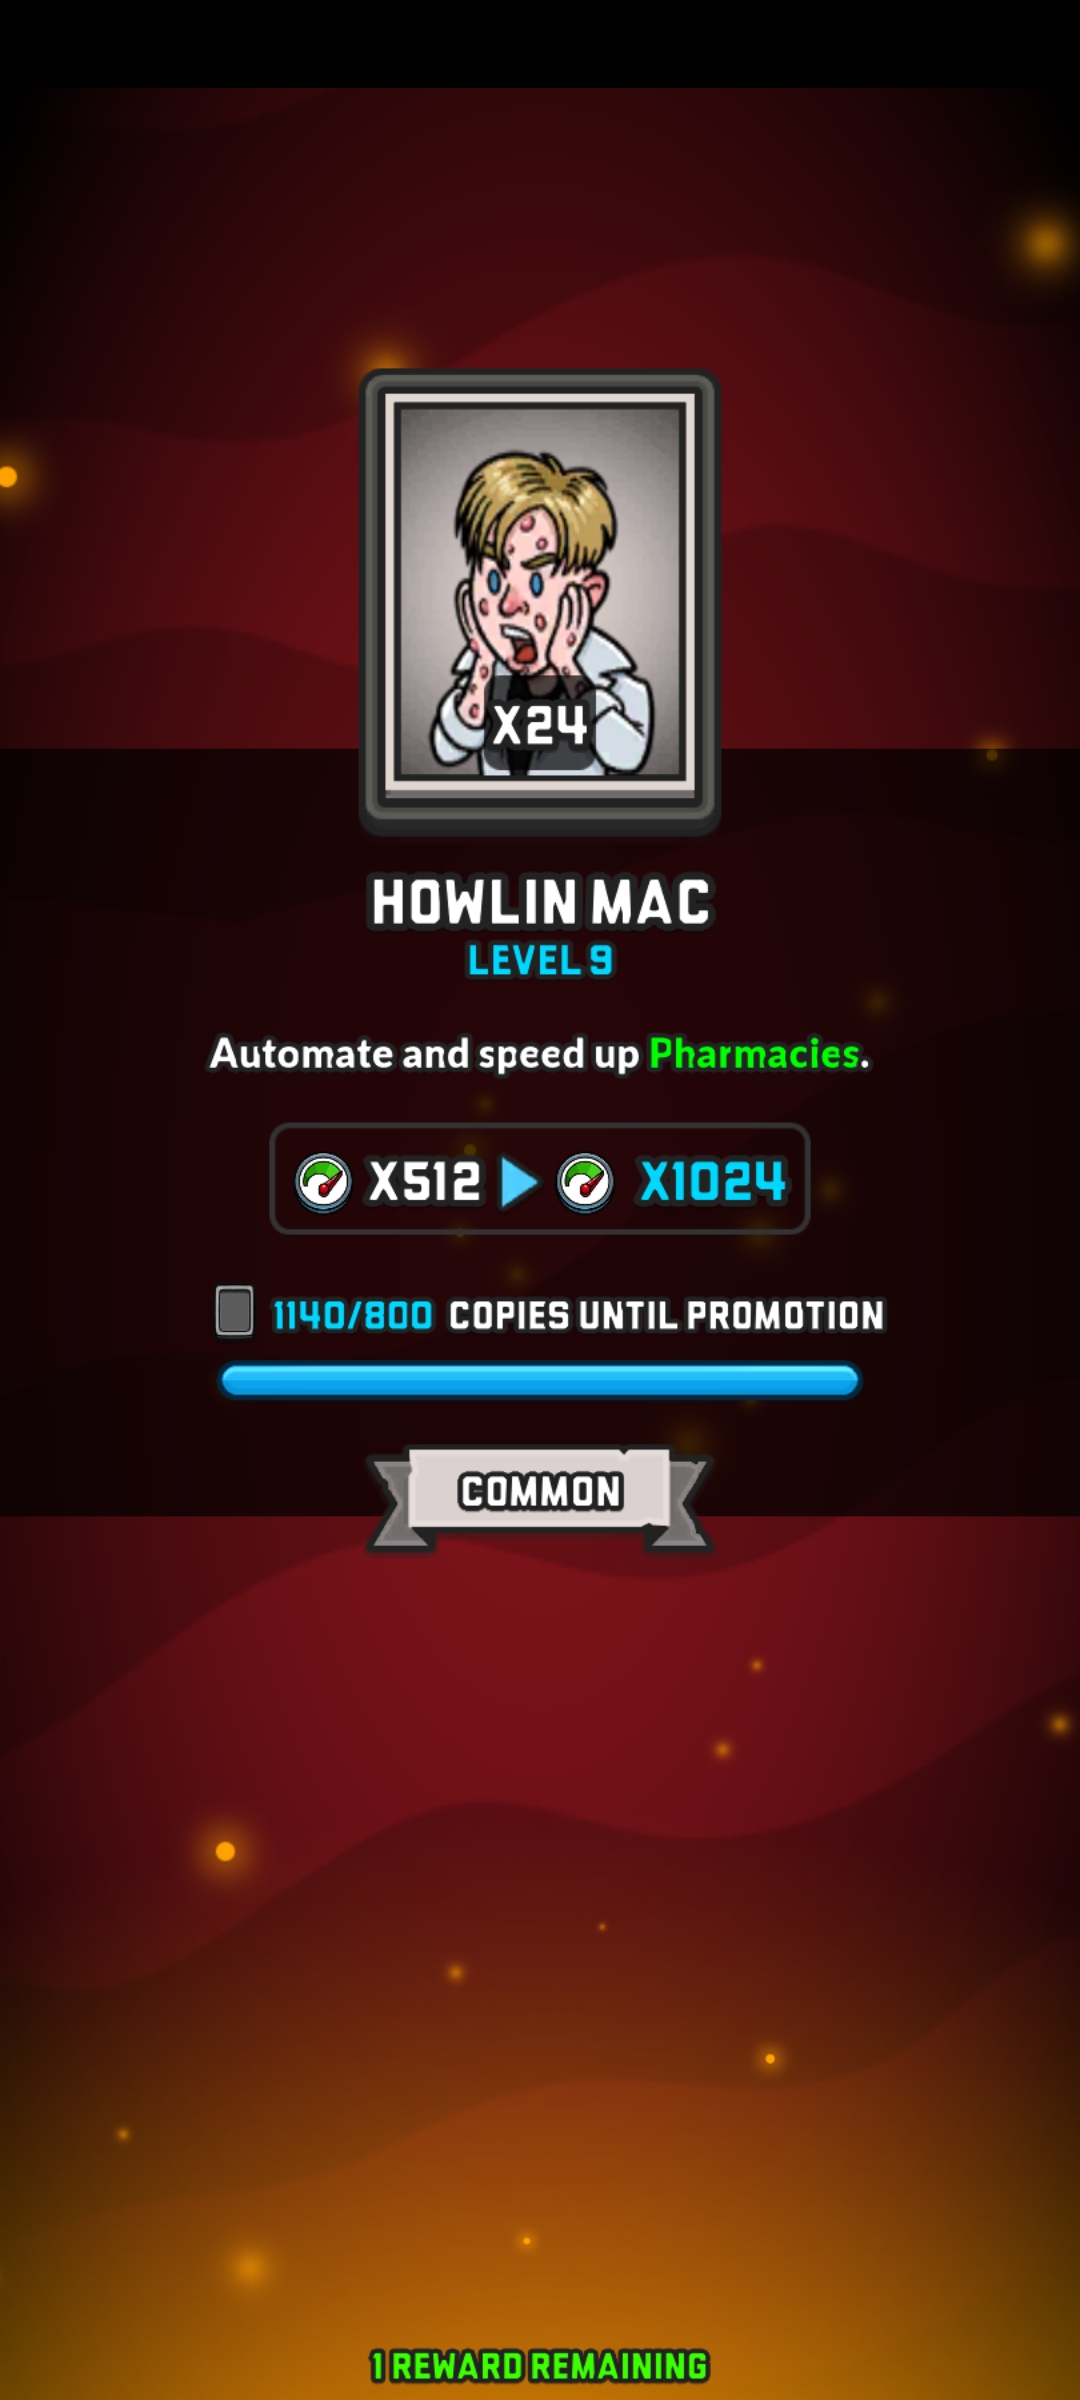 X24
HOWLIN MAC
LEVEL 9
Automate and speed up Pharmacies.
X512 X1024
1140/800 COPIES UNTIL PROMOTION
COMMON
1 REWARD REMAINING